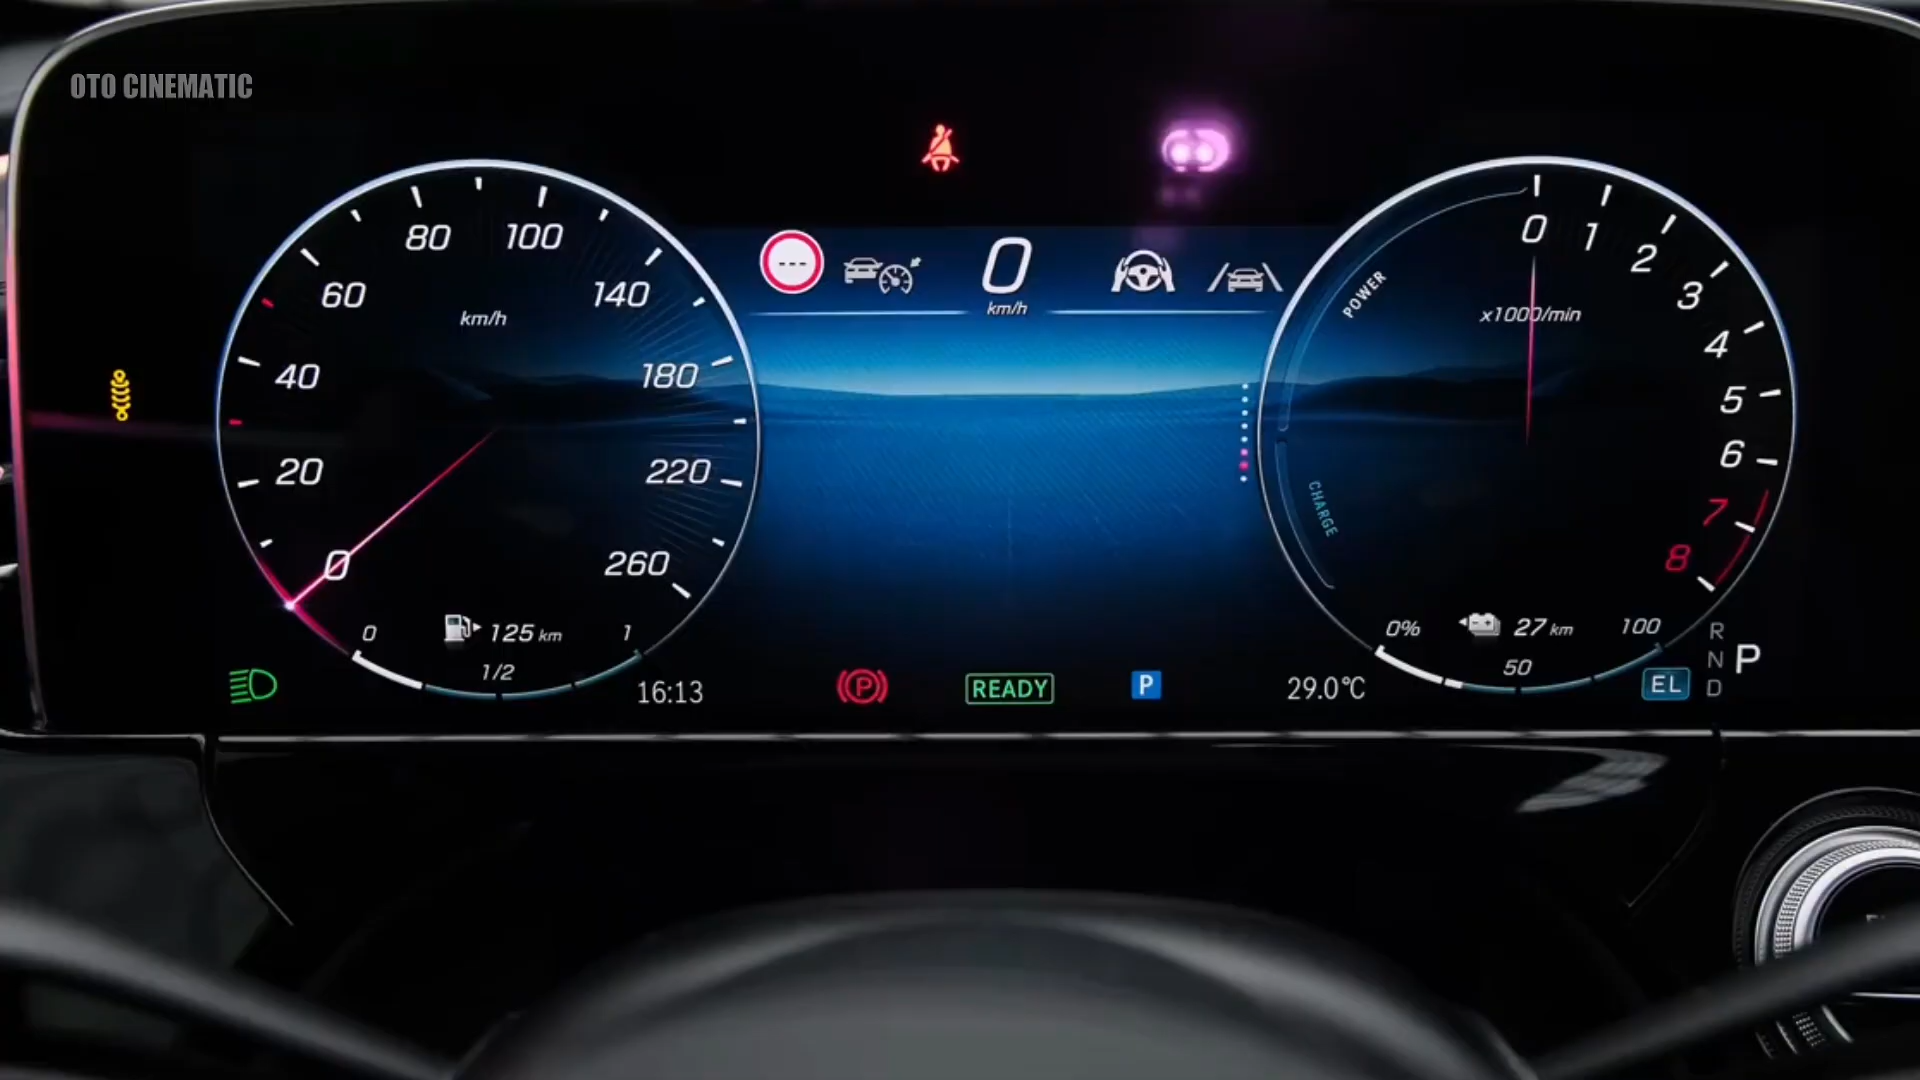 OTO CINEMATIC
80 100
60 140
km/h
40 180
20 220
0 260
0 125 km 1
1/2
16:13
---
0
km/h
READY
P
P
29.0°C
0 1 2 3 4 5 6 7 8
x1000/min
POWER
CHARGE
0% 27 km 100
50
EL
R
N P
D